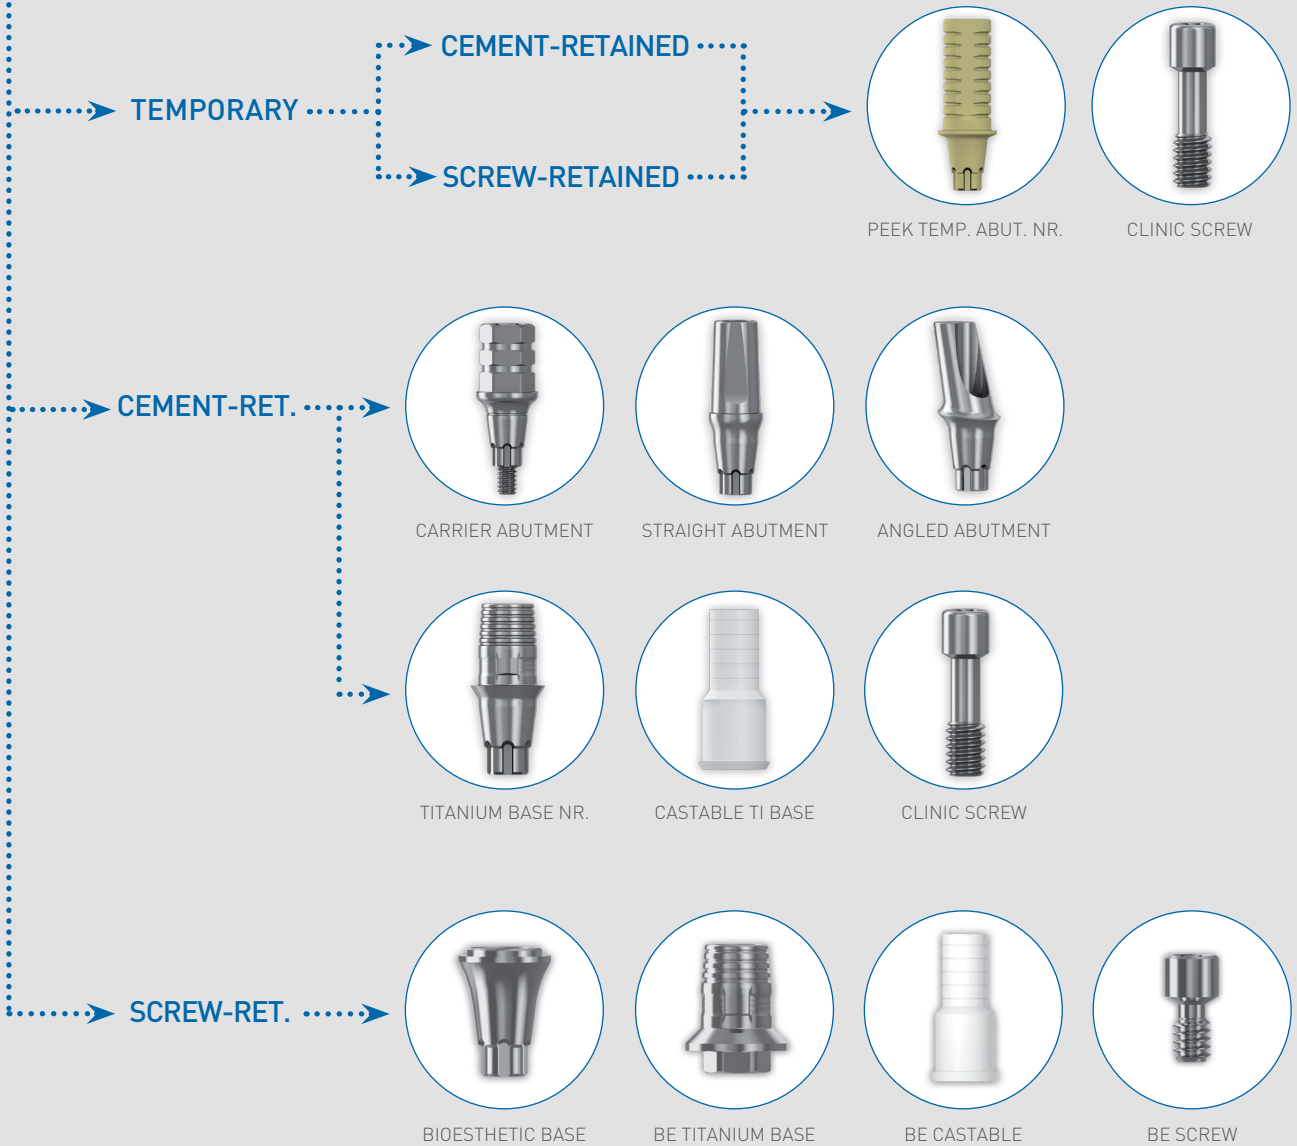 CEMENT-RETAINED
TEMPORARY
SCREW-RETAINED
PEEK TEMP. ABUT. NR.
CLINIC SCREW
CEMENT-RET.
CARRIER ABUTMENT
STRAIGHT ABUTMENT
ANGLED ABUTMENT
TITANIUM BASE NR.
CASTABLE TI BASE
CLINIC SCREW
SCREW-RET.
BIOESTHETIC BASE
BE TITANIUM BASE
BE CASTABLE
BE SCREW